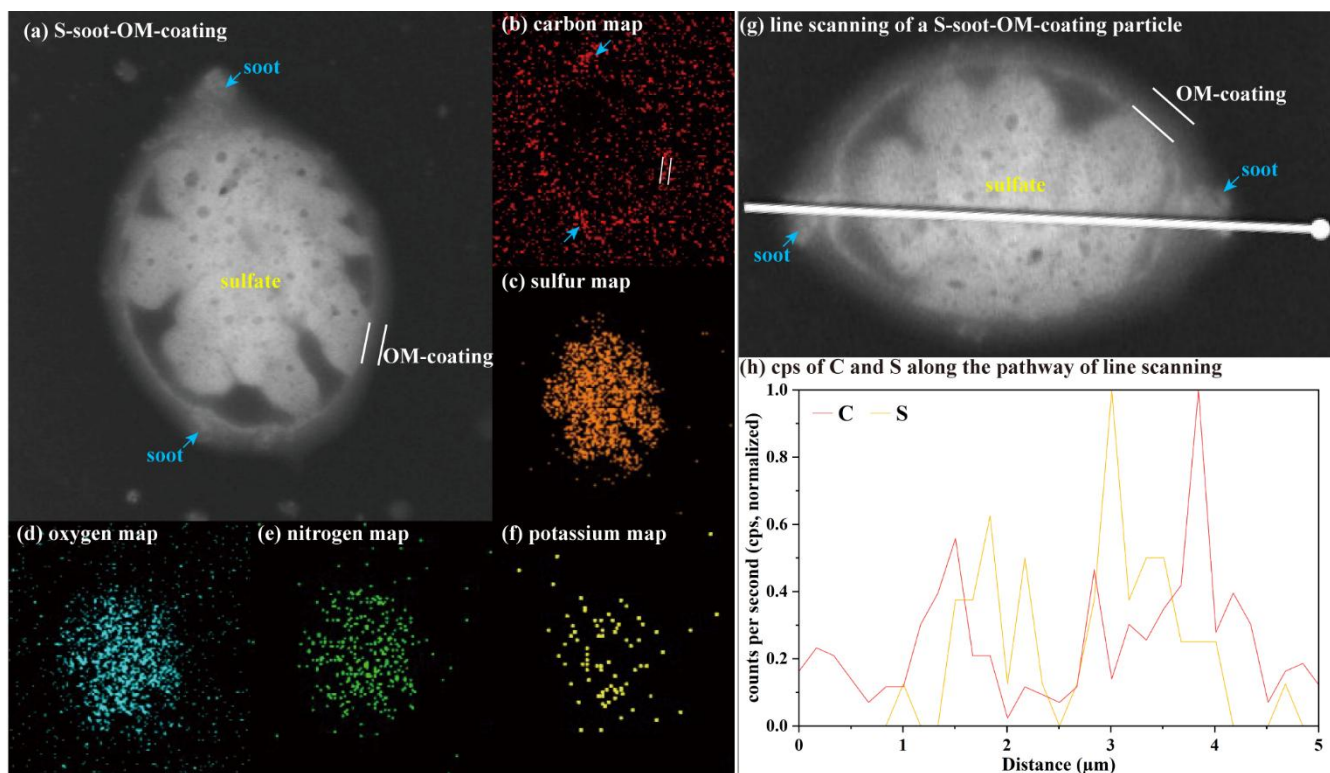 (a) S-soot-OM-coating
soot
sulfate
OM-coating
soot
(b) carbon map
(c) sulfur map
(d) oxygen map
(e) nitrogen map
(f) potassium map
g) line scanning of a S-soot-OM-coating particle
OM-coating
soot
sulfate
soot
(h) cps of C and S along the pathway of line scanning
C
S
counts per second (cps, normalized)
1.0
0.8
0.6
0.4
0.2
0.0
0
1
2
3
4
5
Distance (µm)